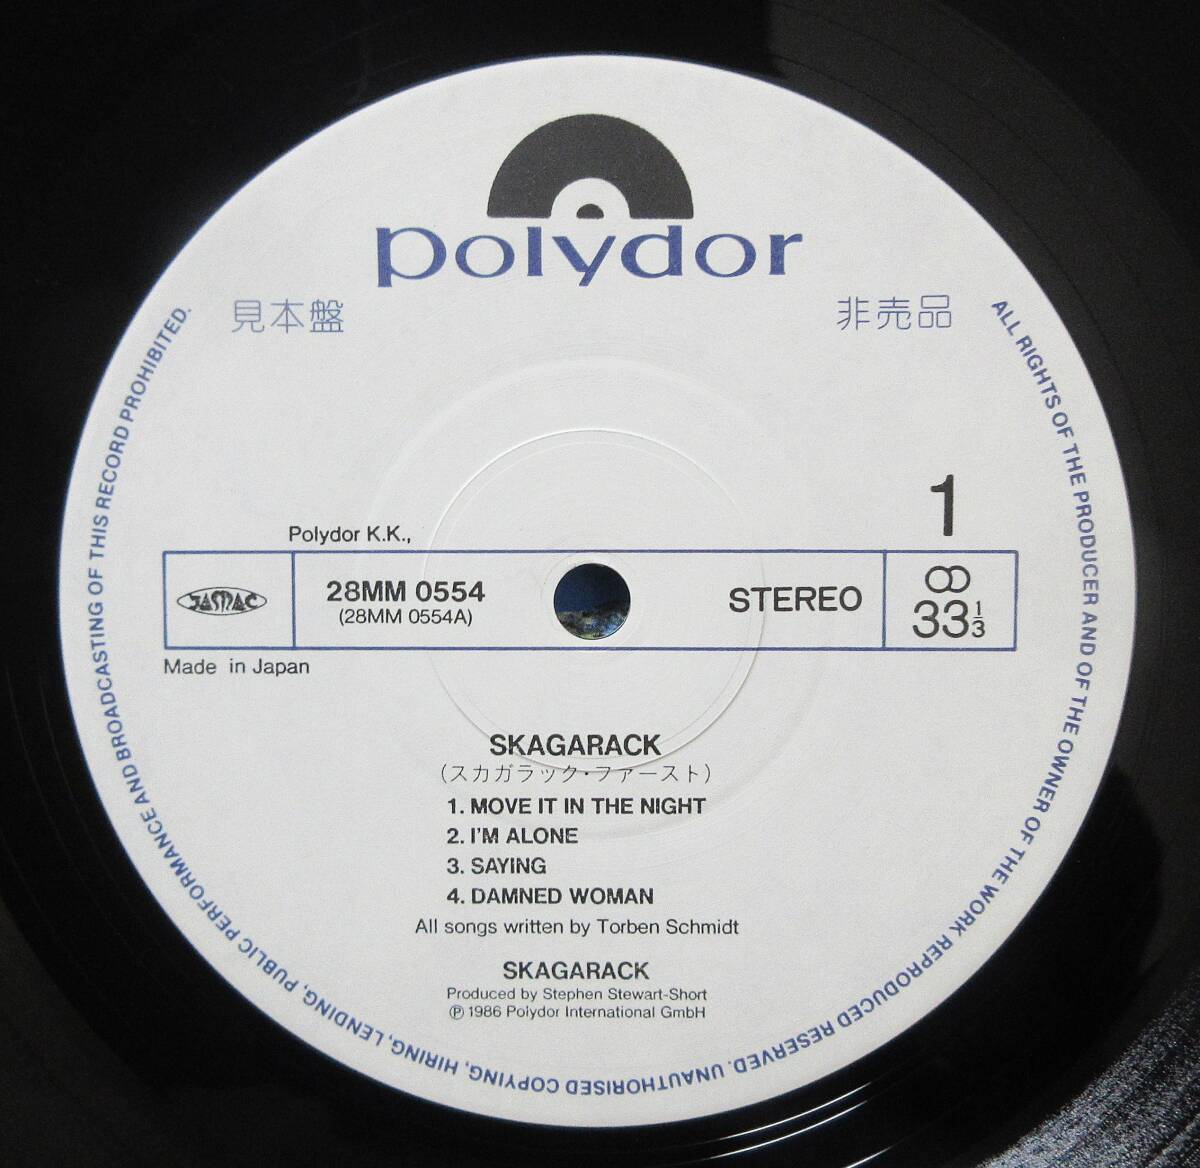 polydor
見本盤
非売品
1
Polydor K.K.,
JASRAC
28MM 0554
(28MM 0554A)
STEREO
33 1/3
Made in Japan
SKAGARACK
(スカガラック・ファースト)
1. MOVE IT IN THE NIGHT
2. I'M ALONE
3. SAYING
4. DAMNED WOMAN
All songs written by Torben Schmidt
SKAGARACK
Produced by Stephen Stewart-Short
℗ 1986 Polydor International GmbH
ALL RIGHTS OF THE PRODUCER AND OF THE OWNER OF THE WORK REPRODUCED RESERVED. UNAUTHORISED COPYING, HIRING, LENDING, PUBLIC PERFORMANCE AND BROADCASTING OF THIS RECORD PROHIBITED.